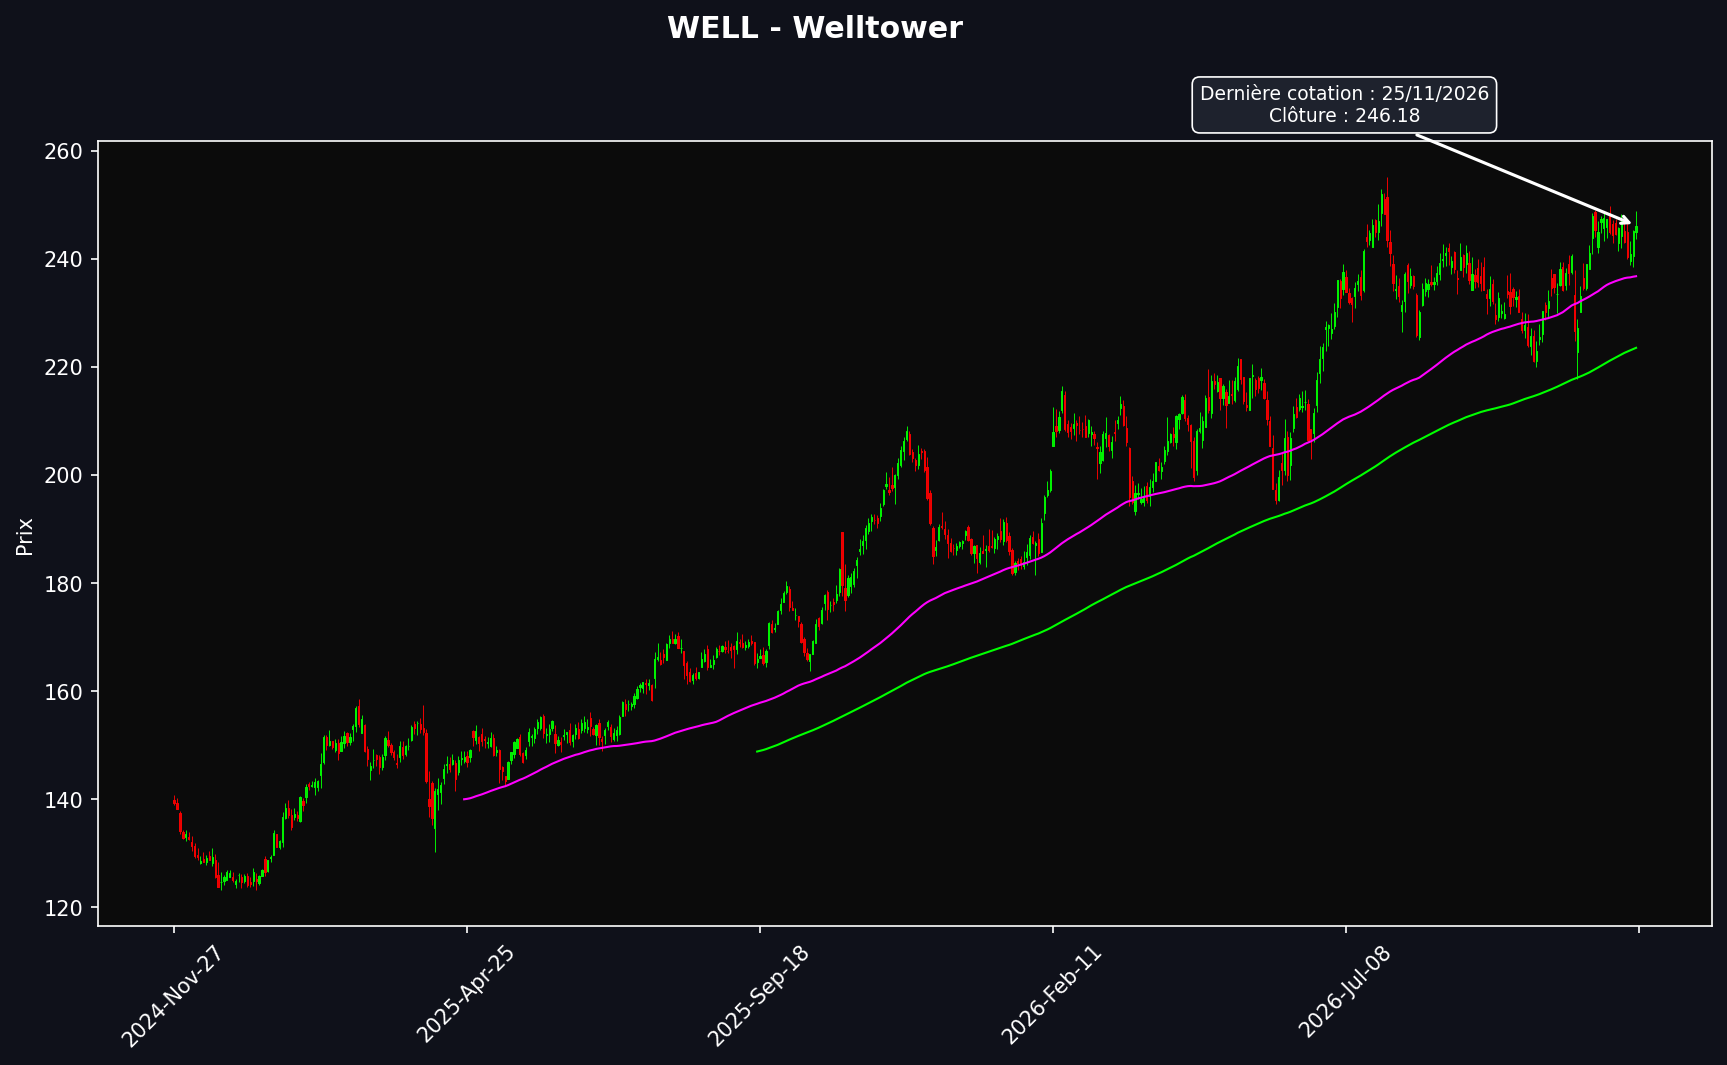 WELL - Welltower
Dernière cotation : 25/11/2026
Clôture : 246.18
Prix
260
240
220
200
180
160
140
120
2024-Nov-27
2025-Apr-25
2025-Sep-18
2026-Feb-11
2026-Jul-08